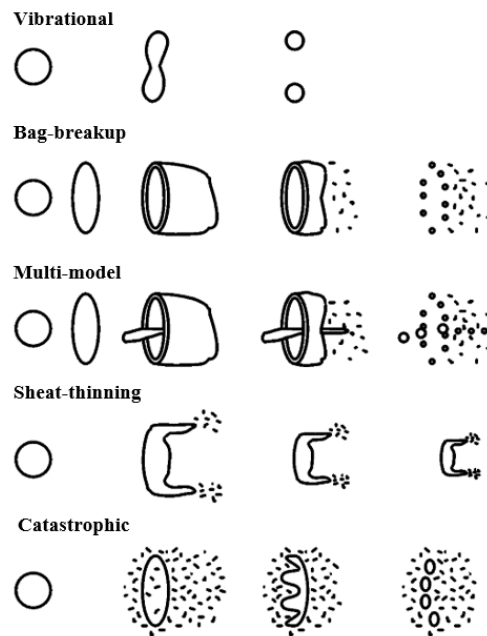 Vibrational
Bag-breakup
Multi-model
Sheat-thinning
Catastrophic